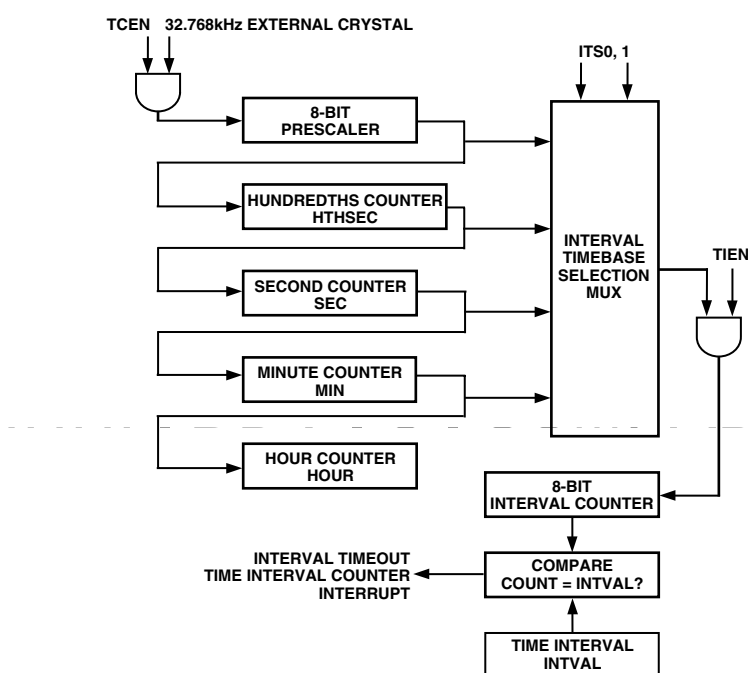 TCEN 32.768kHz EXTERNAL CRYSTAL
ITS0, 1
8-BIT
PRESCALER
HUNDREDTHS COUNTER
HTHSEC
INTERVAL
TIMEBASE
SELECTION
MUX
TIEN
SECOND COUNTER
SEC
MINUTE COUNTER
MIN
HOUR COUNTER
HOUR
8-BIT
INTERVAL COUNTER
INTERVAL TIMEOUT
TIME INTERVAL COUNTER
INTERRUPT
COMPARE
COUNT = INTVAL?
TIME INTERVAL
INTVAL